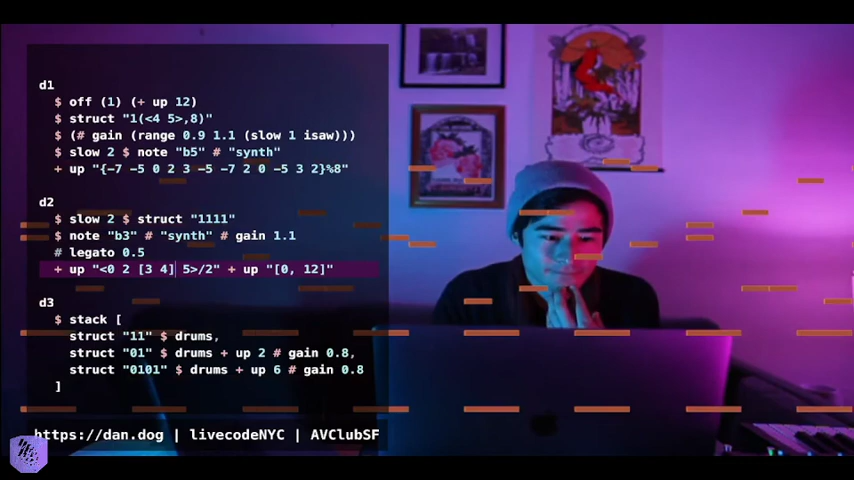 d1
$ off (1) (+ up 12)
$ struct "1(<4 5>,8)"
$ (# gain (range 0.9 1.1 (slow 1 isaw)))
$ slow 2 $ note "b5" # "synth"
+ up "{-7 -5 0 2 3 -5 -7 2 0 -5 3 2}%8"
d2
$ slow 2 $ struct "1111"
$ note "b3" # "synth" # gain 1.1
# legato 0.5
+ up "<0 2 [3 4] 5>/2" + up "[0, 12]"
d3
$ stack [
struct "11" $ drums,
struct "01" $ drums + up 2 # gain 0.8,
struct "0101" $ drums + up 6 # gain 0.8
]
https://dan.dog | livecodeNYC | AVClubSF